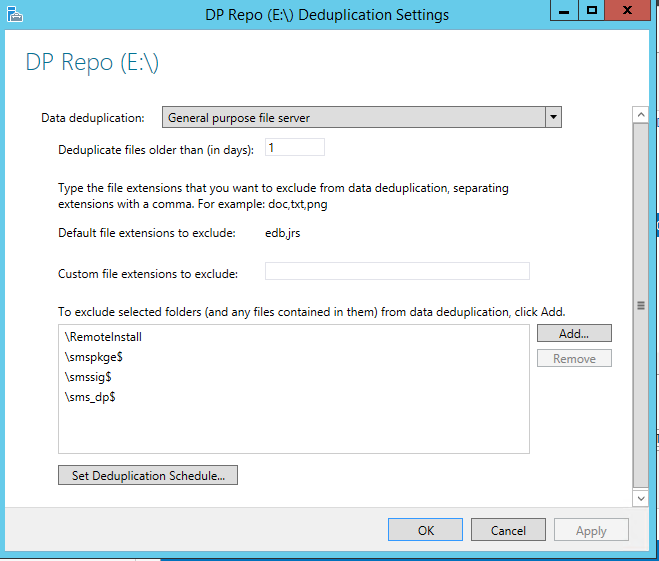 DP Repo (E:\) Deduplication Settings
DP Repo (E:\)
Data deduplication: General purpose file server
Deduplicate files older than (in days): 1
Type the file extensions that you want to exclude from data deduplication, separating
extensions with a comma. For example: doc,txt,png
Default file extensions to exclude: edb,jrs
Custom file extensions to exclude:
To exclude selected folders (and any files contained in them) from data deduplication, click Add.
\RemoteInstall
\smspkge$
\smssig$
\sms_dp$
Add...
Remove
Set Deduplication Schedule...
OK Cancel Apply